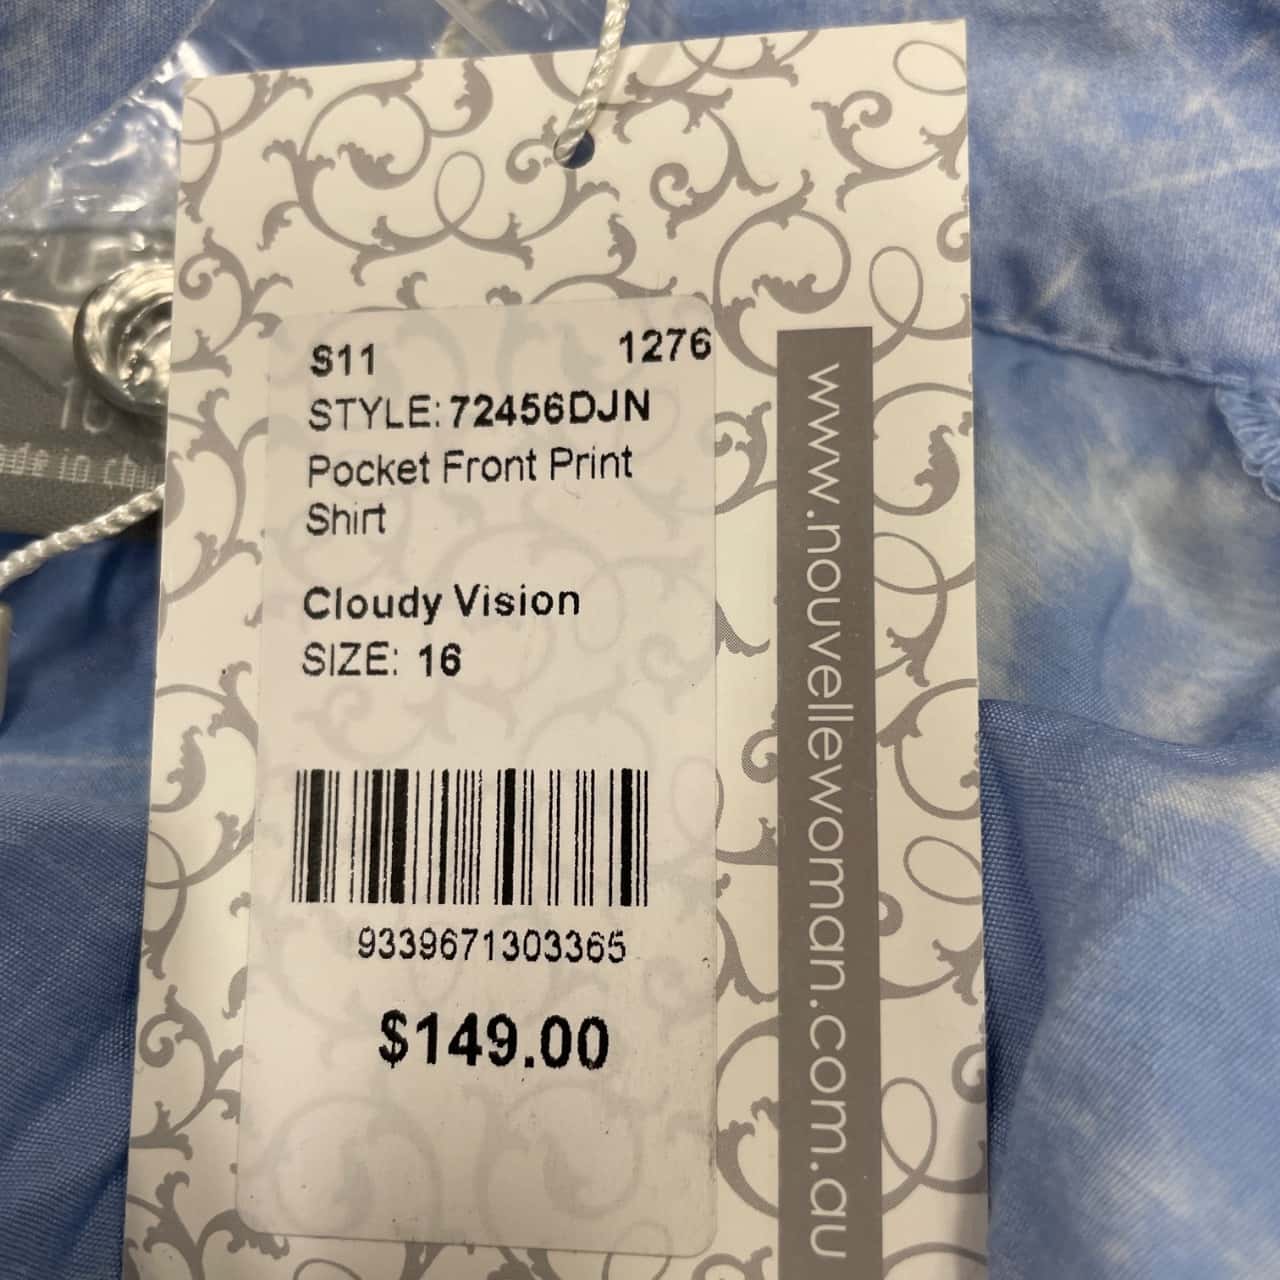 S11 1276
STYLE: 72456DJN
Pocket Front Print
Shirt
Cloudy Vision
SIZE: 16
9339671303365
$149.00
www.nouvellewoman.com.au
16